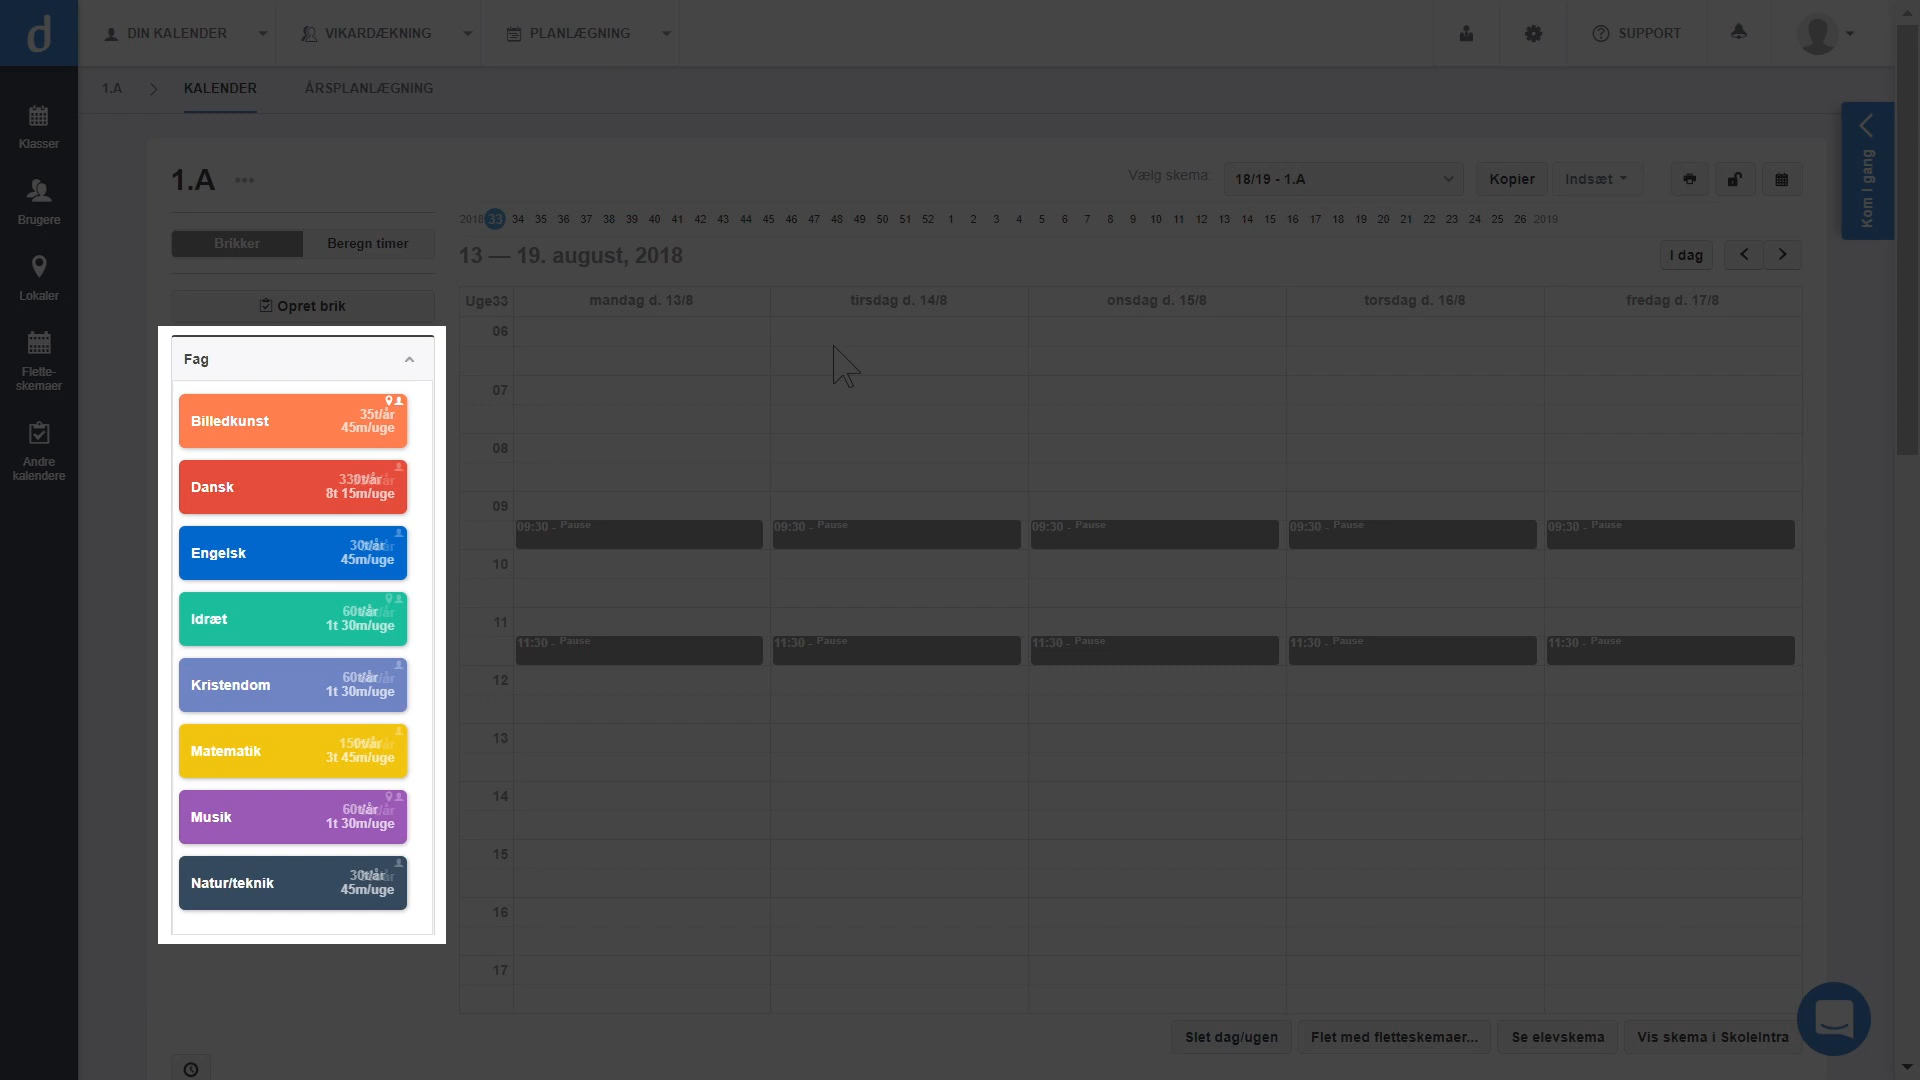 d
DIN KALENDER
VIKARDÆKNING
PLANLÆGNING
SUPPORT
1.A
KALENDER
ÅRSPLANLÆGNING
Klasser
Brugere
Lokaler
Flette-
skemaer
Andre
kalendere
Kom i gang
1.A
Vælg skema:
18/19 - 1.A
Kopier
Indsæt
Brikker
Beregn timer
Opret brik
2018 33 34 35 36 37 38 39 40 41 42 43 44 45 46 47 48 49 50 51 52 1 2 3 4 5 6 7 8 9 10 11 12 13 14 15 16 17 18 19 20 21 22 23 24 25 26 2019
13 — 19. august, 2018
I dag
Uge33 mandag d. 13/8 tirsdag d. 14/8 onsdag d. 15/8 torsdag d. 16/8 fredag d. 17/8
Fag
Billedkunst 35t/år
45m/uge
Dansk 330t/år
8t 15m/uge
Engelsk 30t/år
45m/uge
Idræt 60t/år
1t 30m/uge
Kristendom 60t/år
1t 30m/uge
Matematik 150t/år
3t 45m/uge
Musik 60t/år
1t 30m/uge
Natur/teknik 30t/år
45m/uge
06
07
08
09
09:30 - Pause 09:30 - Pause 09:30 - Pause 09:30 - Pause 09:30 - Pause
10
11
11:30 - Pause 11:30 - Pause 11:30 - Pause 11:30 - Pause 11:30 - Pause
12
13
14
15
16
17
Slet dag/ugen
Flet med fletteskemaer...
Se elevskema
Vis skema i SkoleIntra